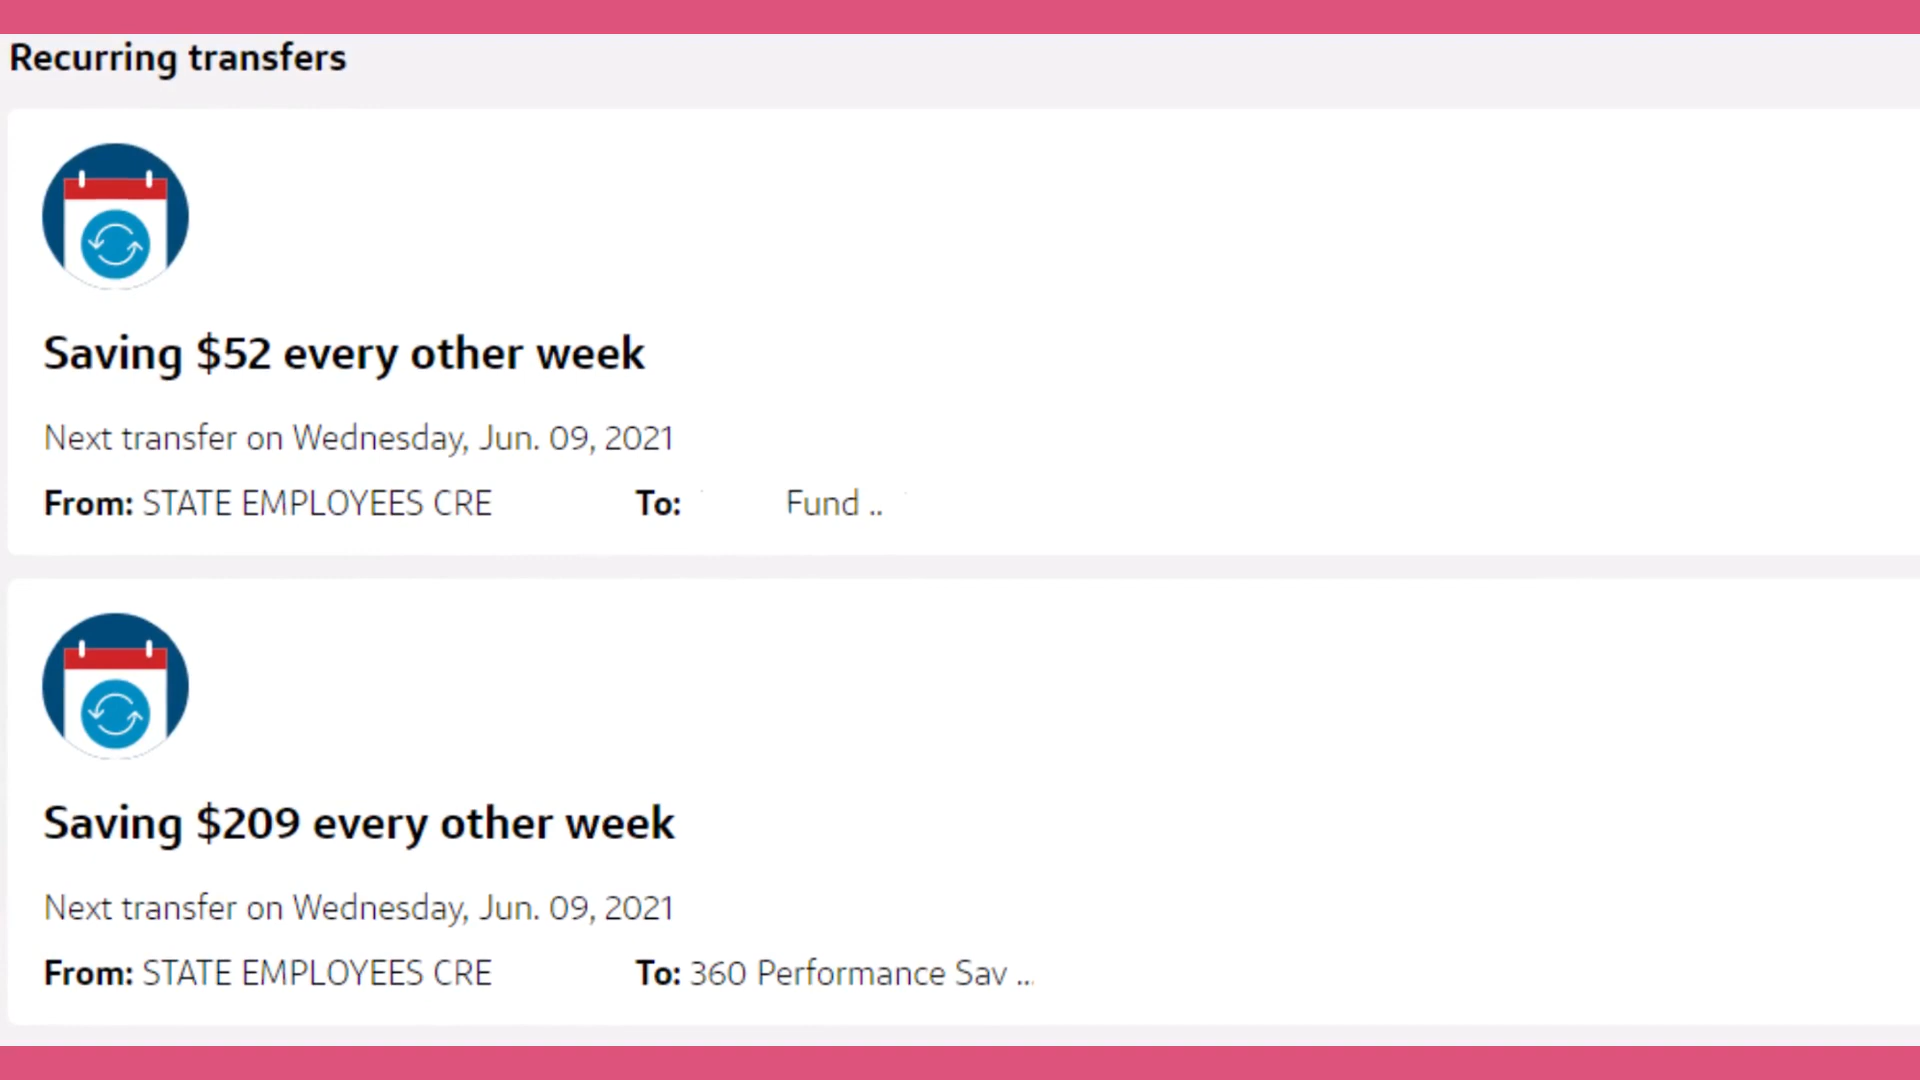 Recurring transfers
Saving $52 every other week
Next transfer on Wednesday, Jun. 09, 2021
From: STATE EMPLOYEES CRE To: Fund ..
Saving $209 every other week
Next transfer on Wednesday, Jun. 09, 2021
From: STATE EMPLOYEES CRE To: 360 Performance Sav ...